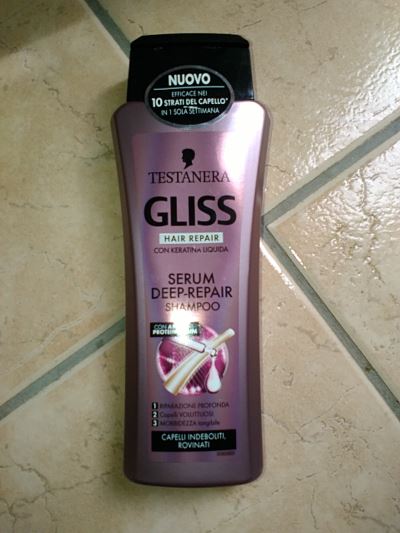 NUOVO
EFFICACE NEI
10 STRATI DEL CAPELLO*
IN 1 SOLA SETTIMANA
TESTANERA
GLISS
HAIR REPAIR
CON KERATINA LIQUIDA
SERUM
DEEP-REPAIR
SHAMPOO
CON
1 RIPARAZIONE PROFONDA
2 Capelli VOLUTTUOSI
3 MORBIDEZZA tangibile
CAPELLI INDEBOLITI,
ROVINATI